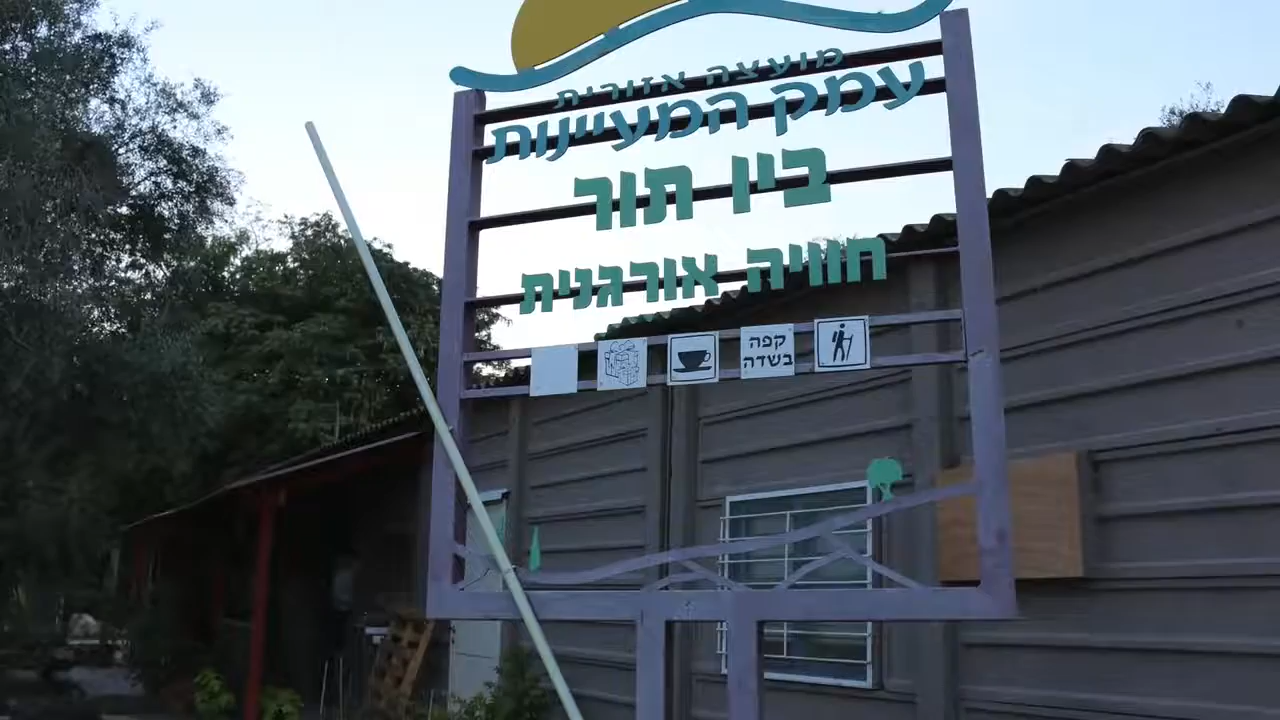 מועצה אזורית
עמק המעיינות
בין תור
חוויה אורגנית
קפה
בשדה